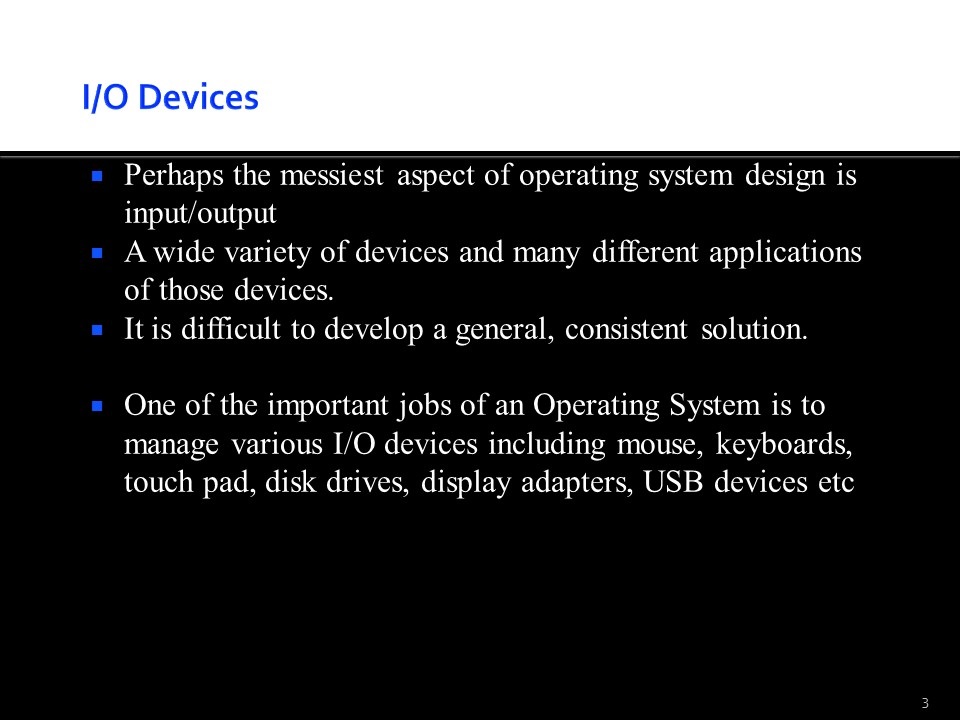 I/O Devices
▪ Perhaps the messiest aspect of operating system design is
input/output
▪ A wide variety of devices and many different applications
of those devices.
▪ It is difficult to develop a general, consistent solution.
▪ One of the important jobs of an Operating System is to
manage various I/O devices including mouse, keyboards,
touch pad, disk drives, display adapters, USB devices etc
3